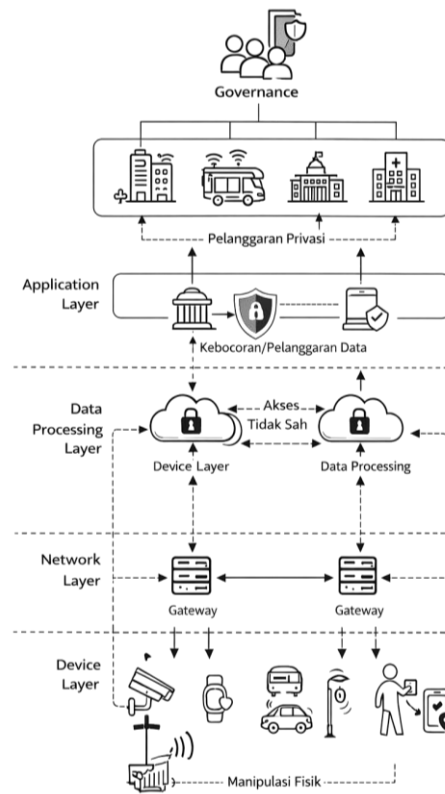 Governance
Pelanggaran Privasi
Application
Layer
Kebocoran/Pelanggaran Data
Data
Processing
Layer
Akses
Tidak Sah
Device Layer
Data Processing
Network
Layer
Gateway
Gateway
Device
Layer
Manipulasi Fisik